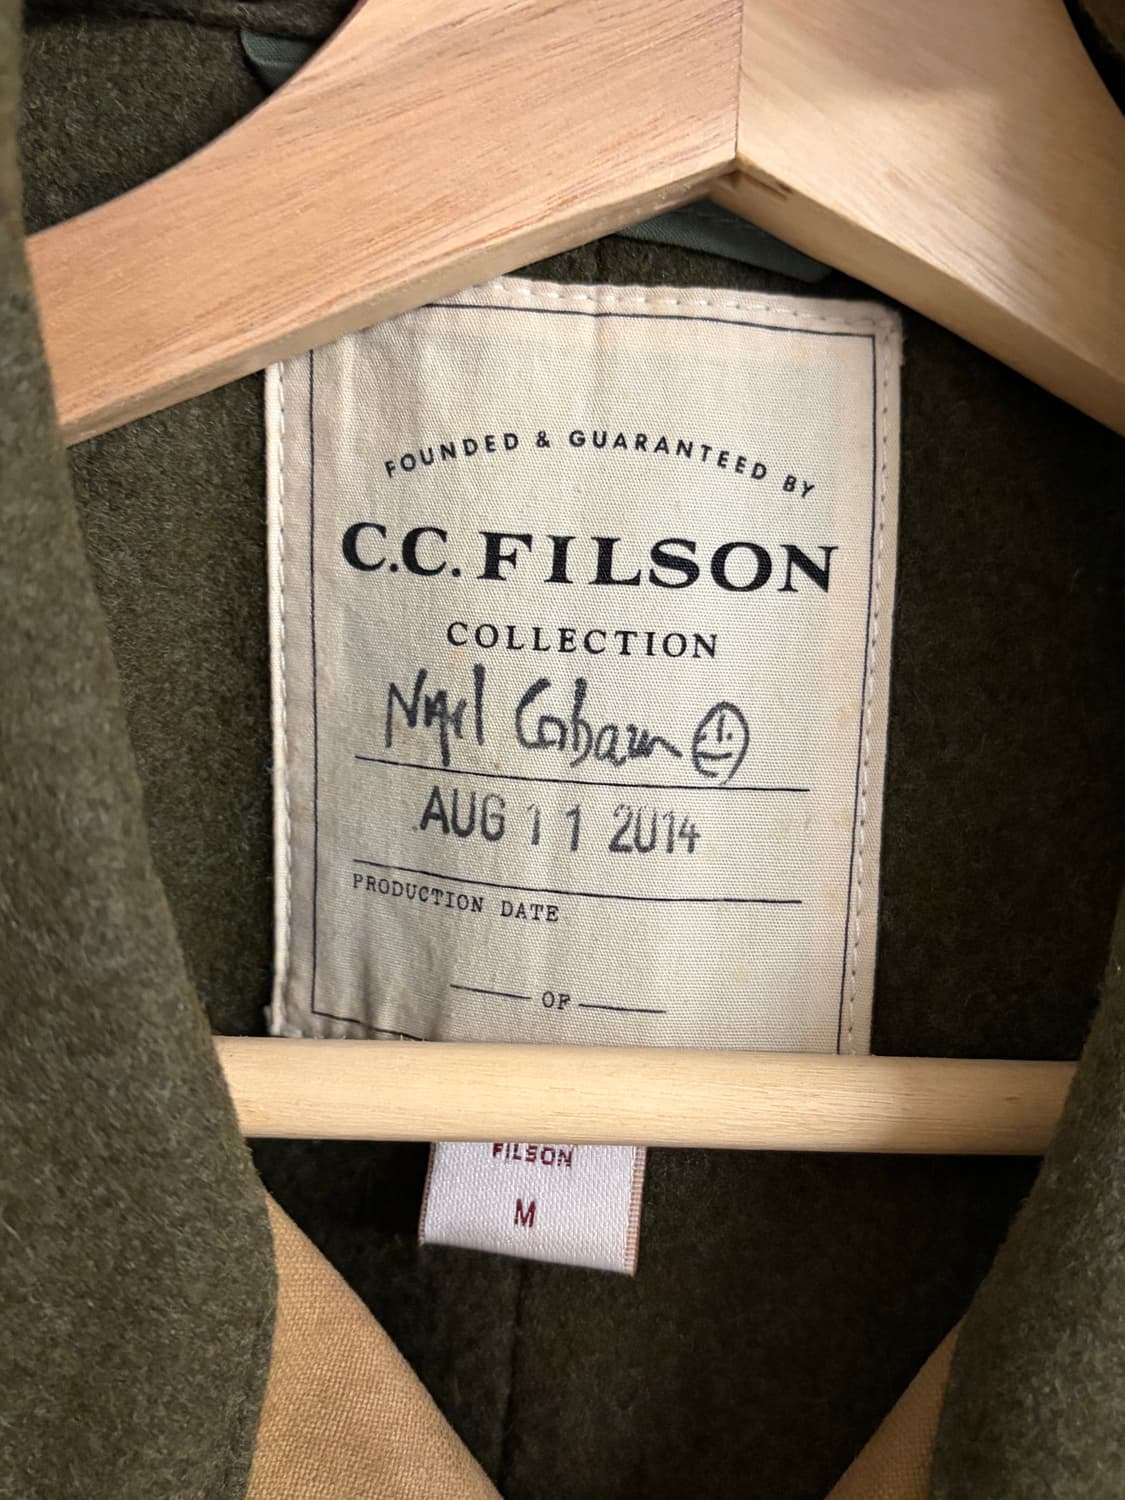 FOUNDED & GUARANTEED BY
C.C. FILSON
COLLECTION
Nigel Cabourn
AUG 11 2014
PRODUCTION DATE
OF
FILSON
M